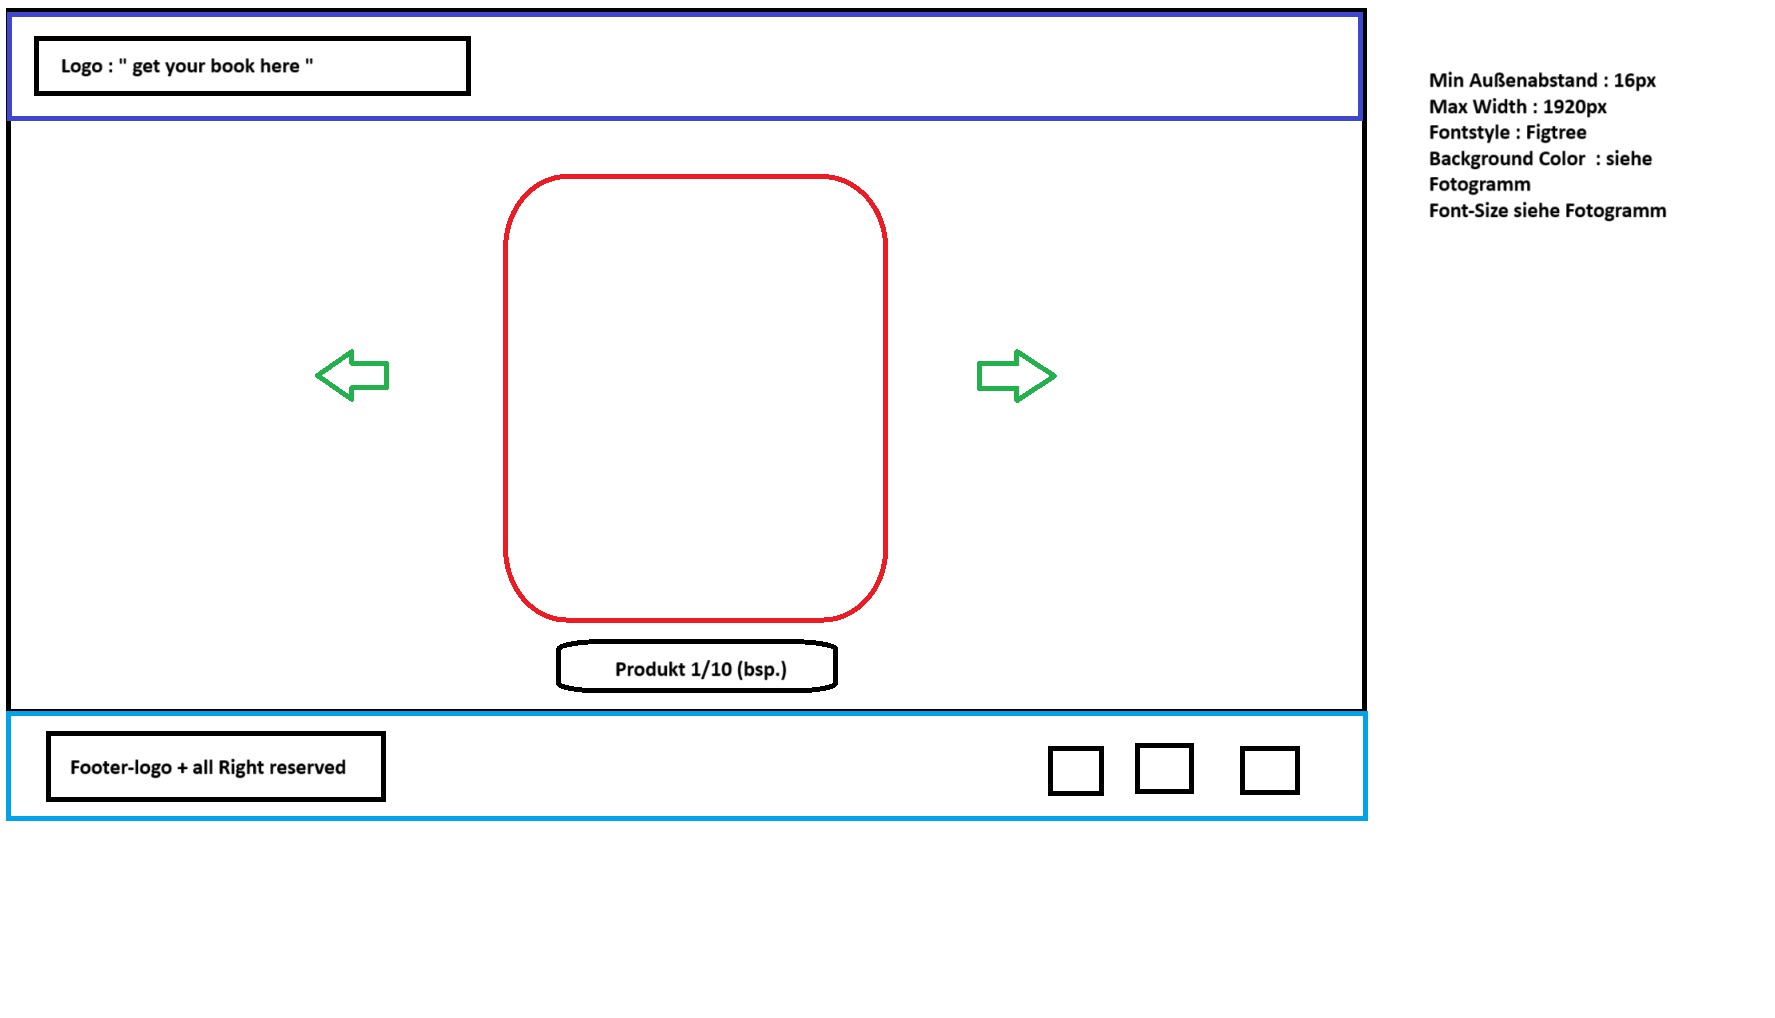 Logo : " get your book here "
Min Außenabstand : 16px
Max Width : 1920px
Fontstyle : Figtree
Background Color  : siehe
Fotogramm
Font-Size siehe Fotogramm
Produkt 1/10 (bsp.)
Footer-logo + all Right reserved